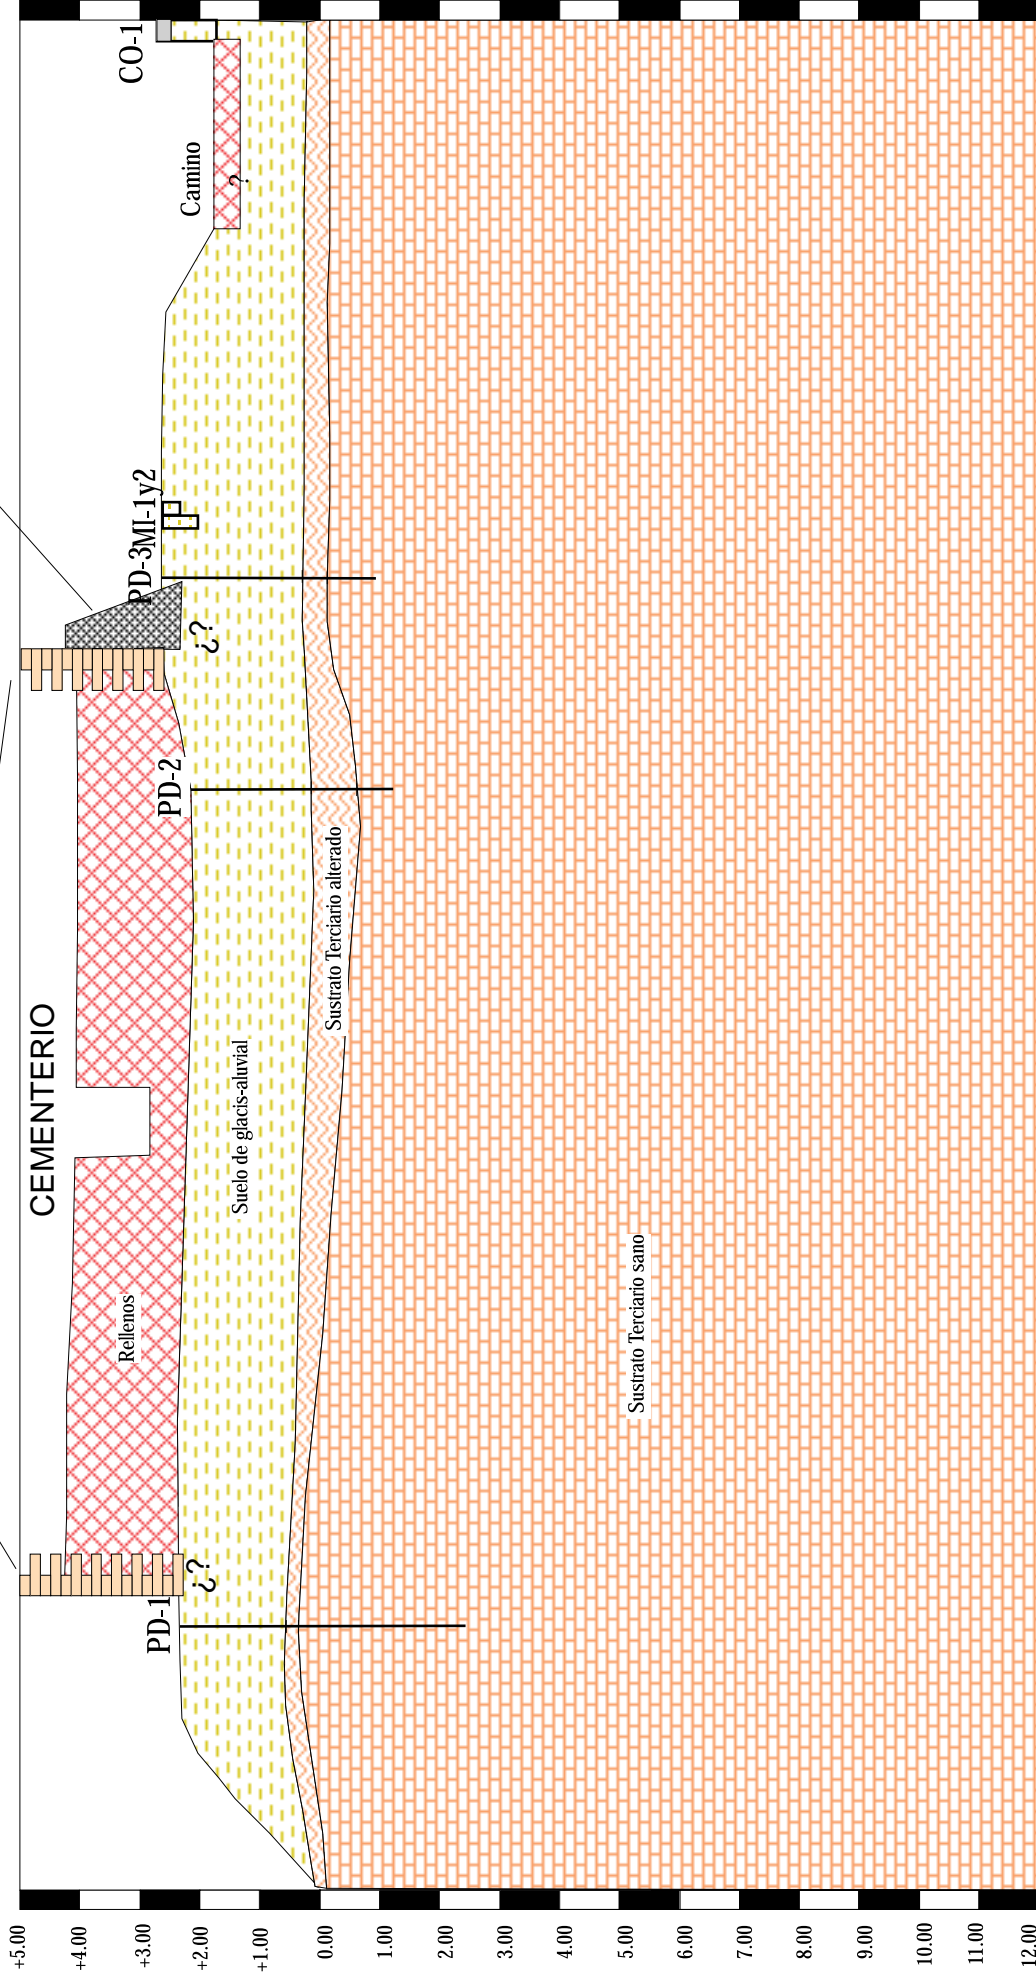 CEMENTERIO
PD-1
PD-2
PD-3
MI-1y2
CO-1
Camino
?
¿?
¿?
Rellenos
Suelo de glacis-aluvial
Sustrato Terciario alterado
Sustrato Terciario sano
+5.00
+4.00
+3.00
+2.00
+1.00
0.00
1.00
2.00
3.00
4.00
5.00
6.00
7.00
8.00
9.00
10.00
11.00
12.00